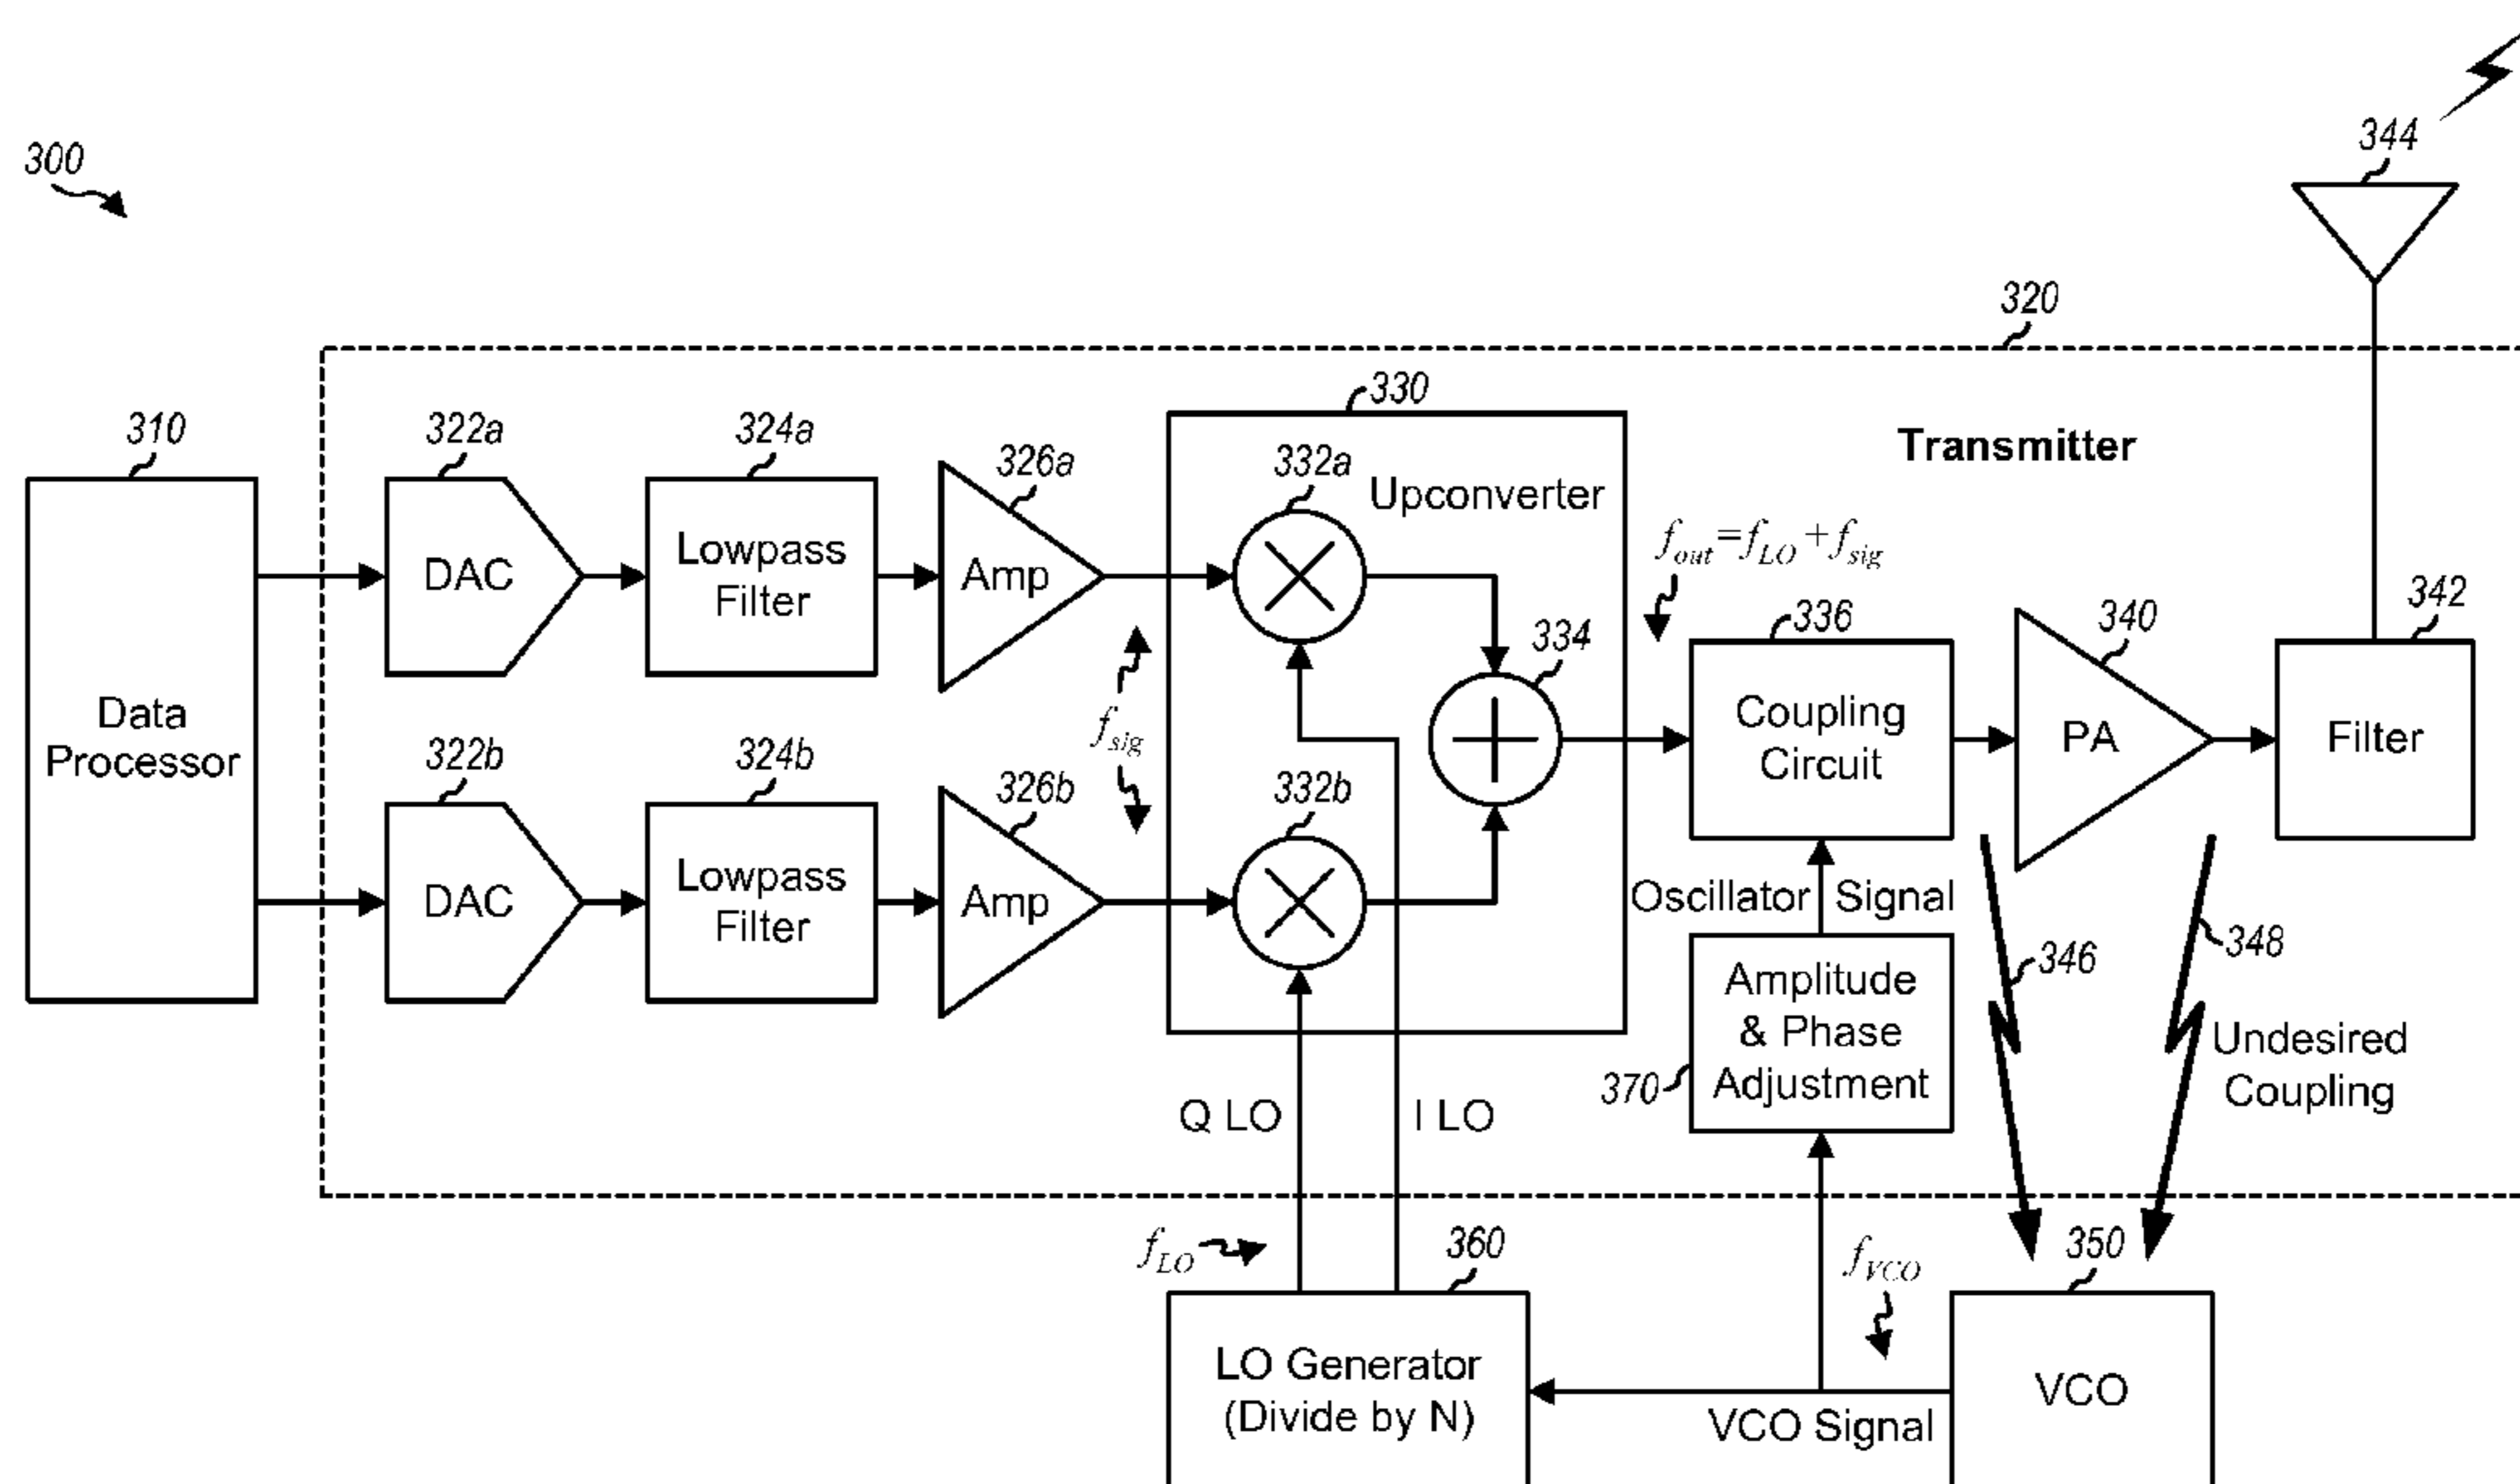 300
344
320
330
Transmitter
310
322a
324a
326a
332a
Upconverter
f_out=f_LO+f_sig
DAC
Lowpass
Filter
Amp
336
340
342
334
Data
Processor
f_sig
Coupling
Circuit
PA
Filter
322b
324b
326b
332b
DAC
Lowpass
Filter
Amp
Oscillator Signal
346
348
Amplitude
& Phase
Adjustment
370
Undesired
Coupling
Q LO
I LO
f_LO
360
f_VCO
350
LO Generator
(Divide by N)
VCO Signal
VCO